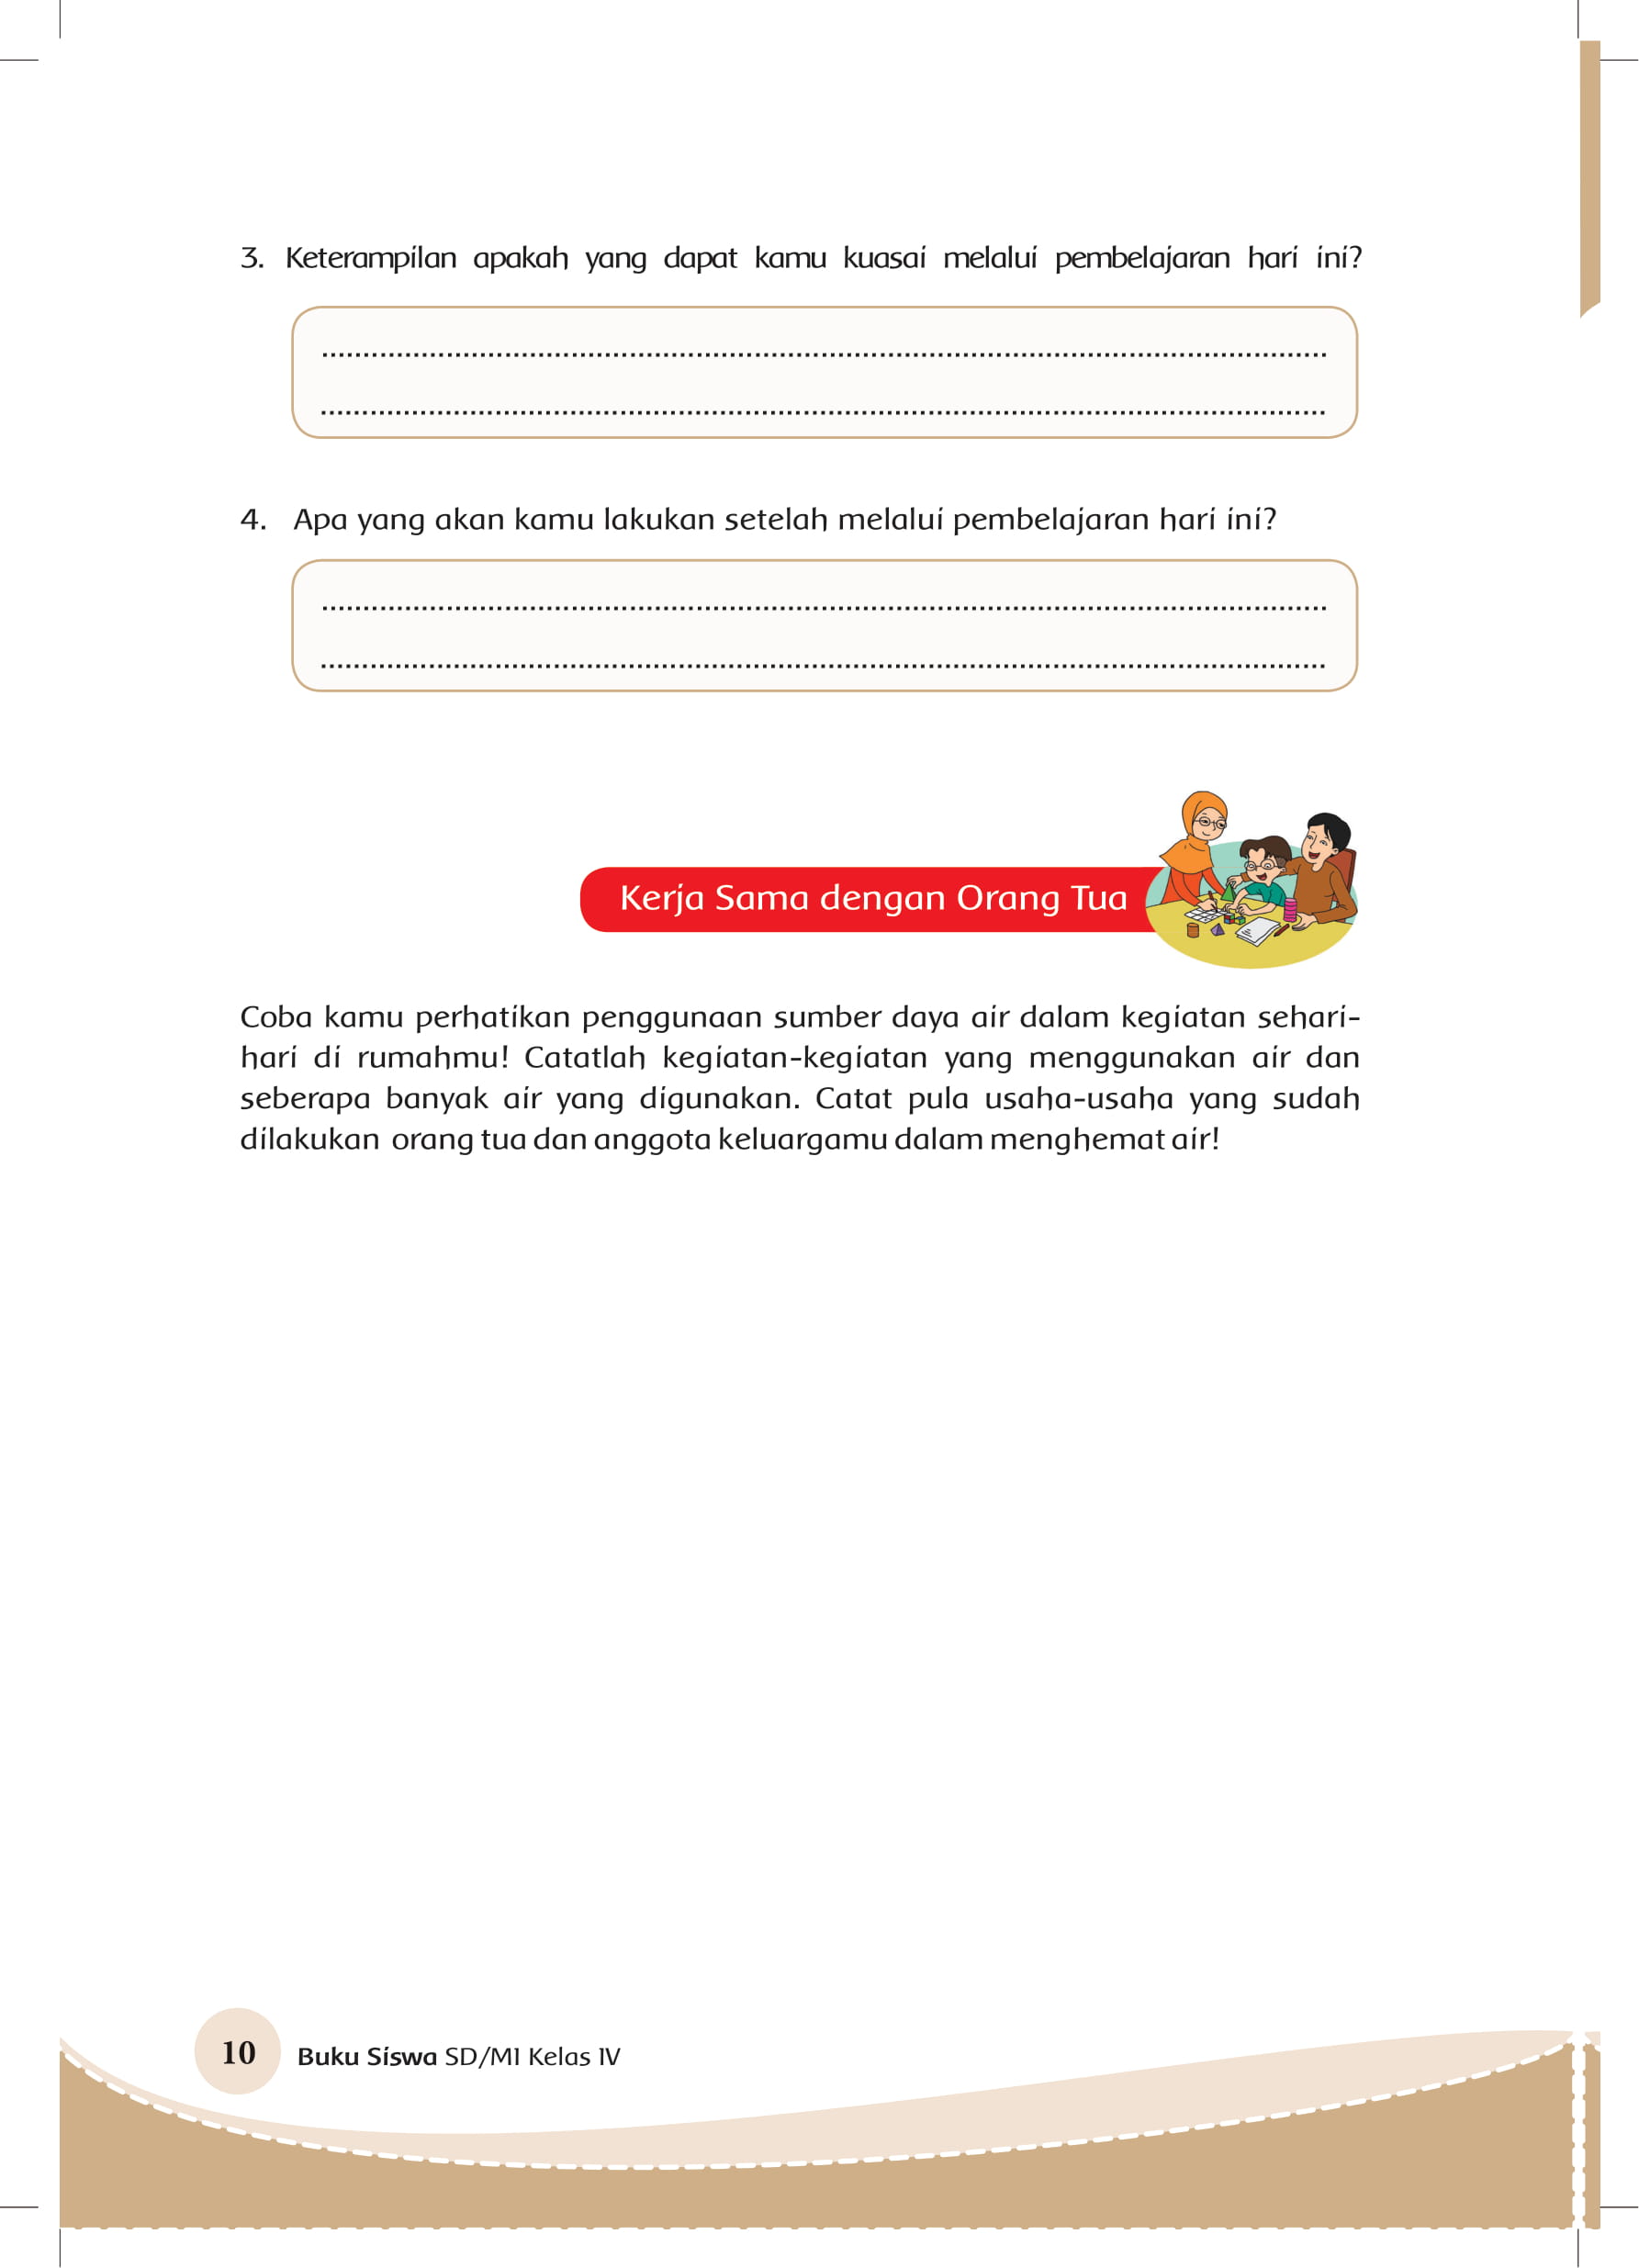 3. Keterampilan apakah yang dapat kamu kuasai melalui pembelajaran hari ini?
4. Apa yang akan kamu lakukan setelah melalui pembelajaran hari ini?
Kerja Sama dengan Orang Tua
Coba kamu perhatikan penggunaan sumber daya air dalam kegiatan sehari-
hari di rumahmu! Catatlah kegiatan-kegiatan yang menggunakan air dan
seberapa banyak air yang digunakan. Catat pula usaha-usaha yang sudah
dilakukan orang tua dan anggota keluargamu dalam menghemat air!
10 Buku Siswa SD/MI Kelas IV